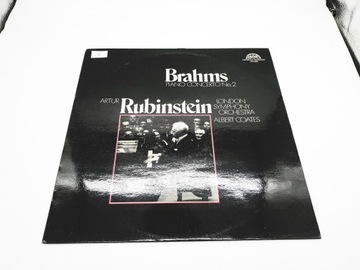 Brahms
PIANO CONCERTO No.2
ARTUR Rubinstein
LONDON
SYMPHONY
ORCHESTRA
ALBERT COATES